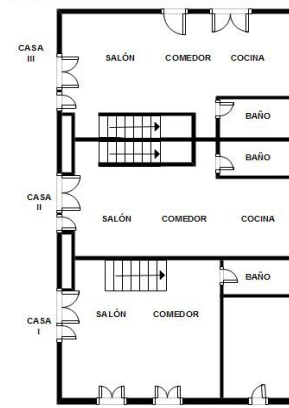 CASA
III
SALÓN COMEDOR COCINA
BAÑO
BAÑO
CASA
II
SALÓN COMEDOR COCINA
BAÑO
CASA
I
SALÓN COMEDOR